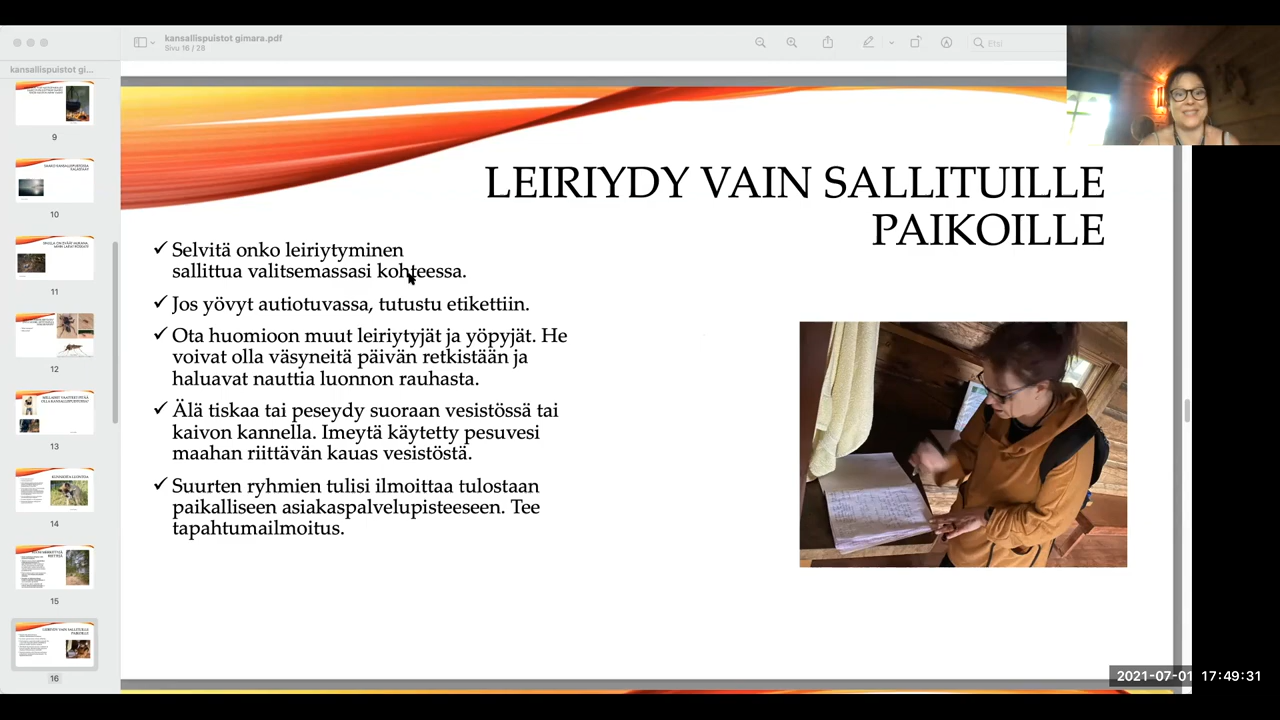 kansallispuistot gimara.pdf
Sivu 16 / 28
Etsi
kansallispuistot gi...
9
10
11
12
13
14
15
16
LEIRIYDY VAIN SALLITUILLE
PAIKOILLE
✓ Selvitä onko leiriytyminen
sallittua valitsemassasi kohteessa.
✓ Jos yövyt autiotuvassa, tutustu etikettiin.
✓ Ota huomioon muut leiriytyjät ja yöpyjät. He
voivat olla väsyneitä päivän retkistään ja
haluavat nauttia luonnon rauhasta.
✓ Älä tiskaa tai peseydy suoraan vesistössä tai
kaivon kannella. Imeytä käytetty pesuvesi
maahan riittävän kauas vesistöstä.
✓ Suurten ryhmien tulisi ilmoittaa tulostaan
paikalliseen asiakaspalvelupisteeseen. Tee
tapahtumailmoitus.
2021-07-01 17:49:31